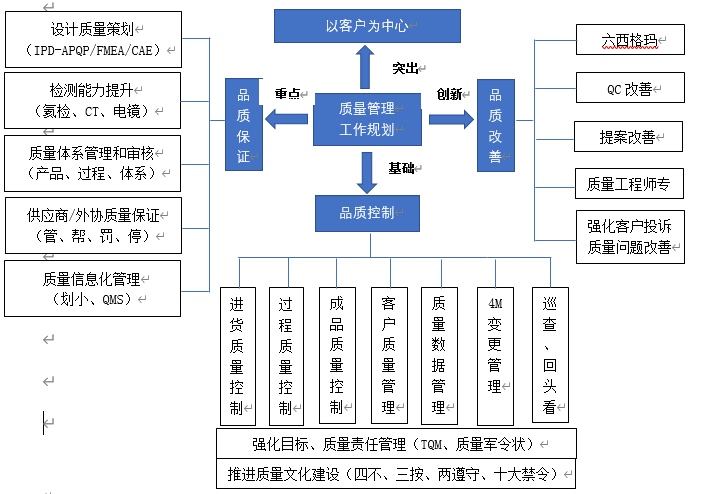 以客户为中心
突出
设计质量策划
（IPD-APQP/FMEA/CAE）
检测能力提升
（氦检、CT、电镜）
质量体系管理和审核
（产品、过程、体系）
供应商/外协质量保证
（管、帮、罚、停）
质量信息化管理
（划小、QMS）
品质保证
重点
质量管理
工作规划
创新
品质改善
六西格玛
QC 改善
提案改善
质量工程师专
强化客户投诉
质量问题改善
基础
品质控制
进货质量控制
过程质量控制
成品质量控制
客户质量管理
质量数据管理
4M变更管理
巡查、回头看
强化目标、质量责任管理（TQM、质量军令状）
推进质量文化建设（四不、三按、两遵守、十大禁令）